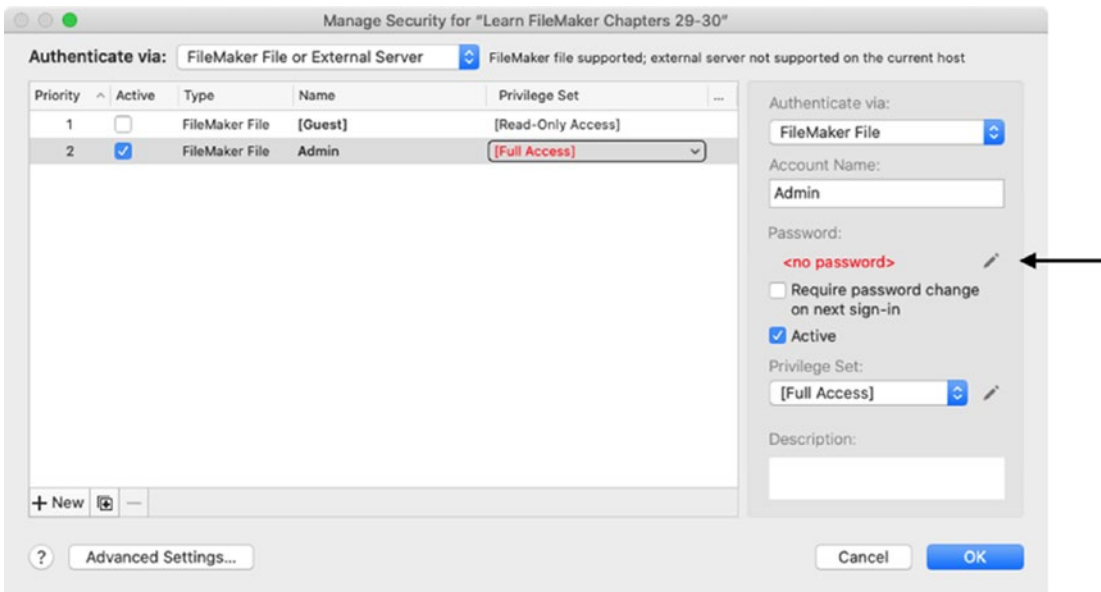 Manage Security for "Learn FileMaker Chapters 29-30"
Authenticate via: FileMaker File or External Server FileMaker file supported; external server not supported on the current host
Priority Active Type Name Privilege Set ...
1 FileMaker File [Guest] [Read-Only Access]
2 FileMaker File Admin [Full Access]
Authenticate via:
FileMaker File
Account Name:
Admin
Password:
<no password>
Require password change
on next sign-in
Active
Privilege Set:
[Full Access]
Description:
+ New
? Advanced Settings... Cancel OK